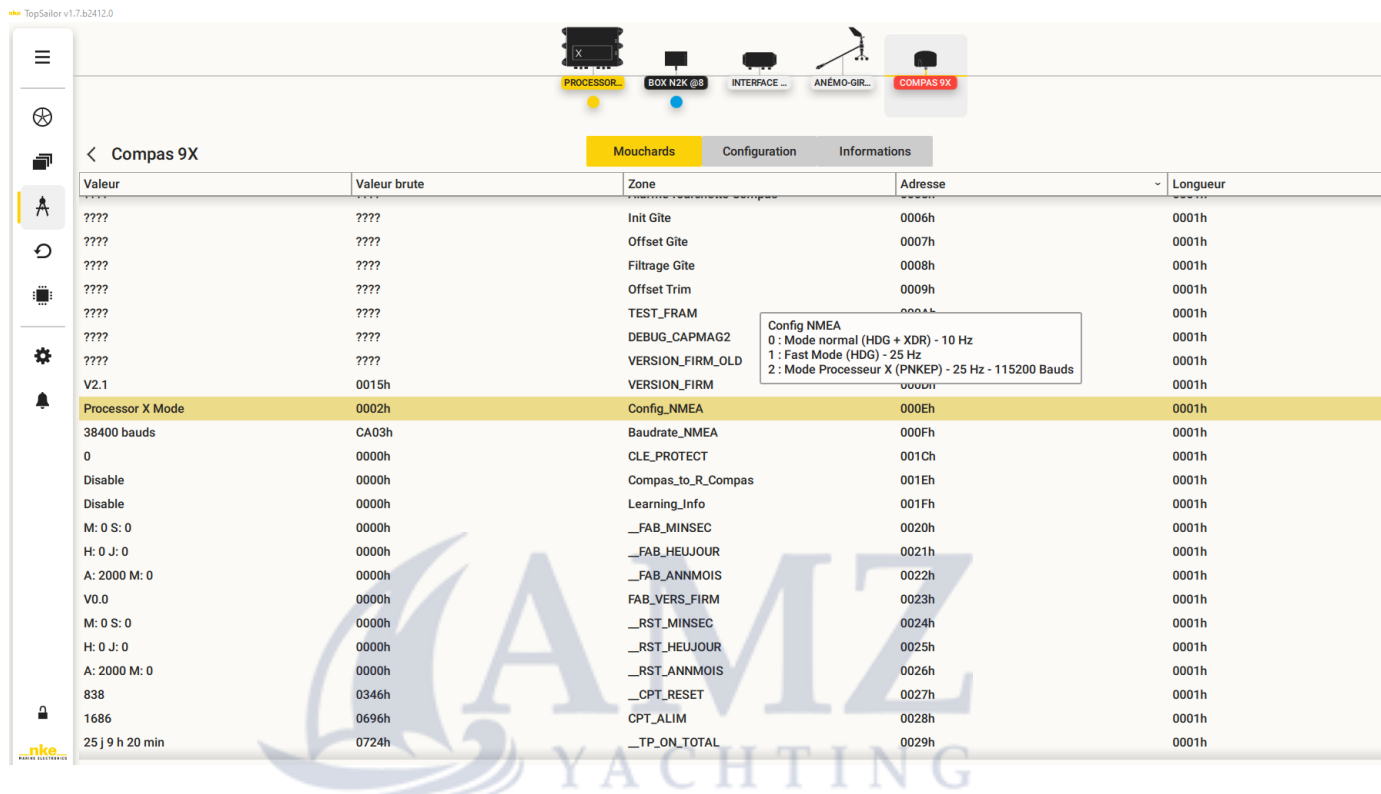 nke TopSailor v1.7.b2412.0
X
PROCESSOR... BOX N2K @8 INTERFACE ... ANÉMO-GIR... COMPAS 9X
Compas 9X Mouchards Configuration Informations
Valeur Valeur brute Zone Adresse Longueur
???? ???? Init Gîte 0006h 0001h
???? ???? Offset Gîte 0007h 0001h
???? ???? Filtrage Gîte 0008h 0001h
???? ???? Offset Trim 0009h 0001h
???? ???? TEST_FRAM 000Ah 0001h
Config NMEA
0 : Mode normal (HDG + XDR) - 10 Hz
???? ???? DEBUG_CAPMAG2 0001h
1 : Fast Mode (HDG) - 25 Hz
???? ???? VERSION_FIRM_OLD 0001h
2 : Mode Processeur X (PNKEP) - 25 Hz - 115200 Bauds
V2.1 0015h VERSION_FIRM 000Dh 0001h
Processor X Mode 0002h Config_NMEA 000Eh 0001h
38400 bauds CA03h Baudrate_NMEA 000Fh 0001h
0 0000h CLE_PROTECT 001Ch 0001h
Disable 0000h Compas_to_R_Compas 001Eh 0001h
Disable 0000h Learning_Info 001Fh 0001h
M: 0 S: 0 0000h __FAB_MINSEC 0020h 0001h
H: 0 J: 0 0000h __FAB_HEUJOUR 0021h 0001h
A: 2000 M: 0 0000h __FAB_ANNMOIS 0022h 0001h
V0.0 0000h FAB_VERS_FIRM 0023h 0001h
M: 0 S: 0 0000h __RST_MINSEC 0024h 0001h
H: 0 J: 0 0000h __RST_HEUJOUR 0025h 0001h
A: 2000 M: 0 0000h __RST_ANNMOIS 0026h 0001h
838 0346h __CPT_RESET 0027h 0001h
1686 0696h CPT_ALIM 0028h 0001h
25 j 9 h 20 min 0724h __TP_ON_TOTAL 0029h 0001h
nke
MARINE ELECTRONICS
AMZ
YACHTING